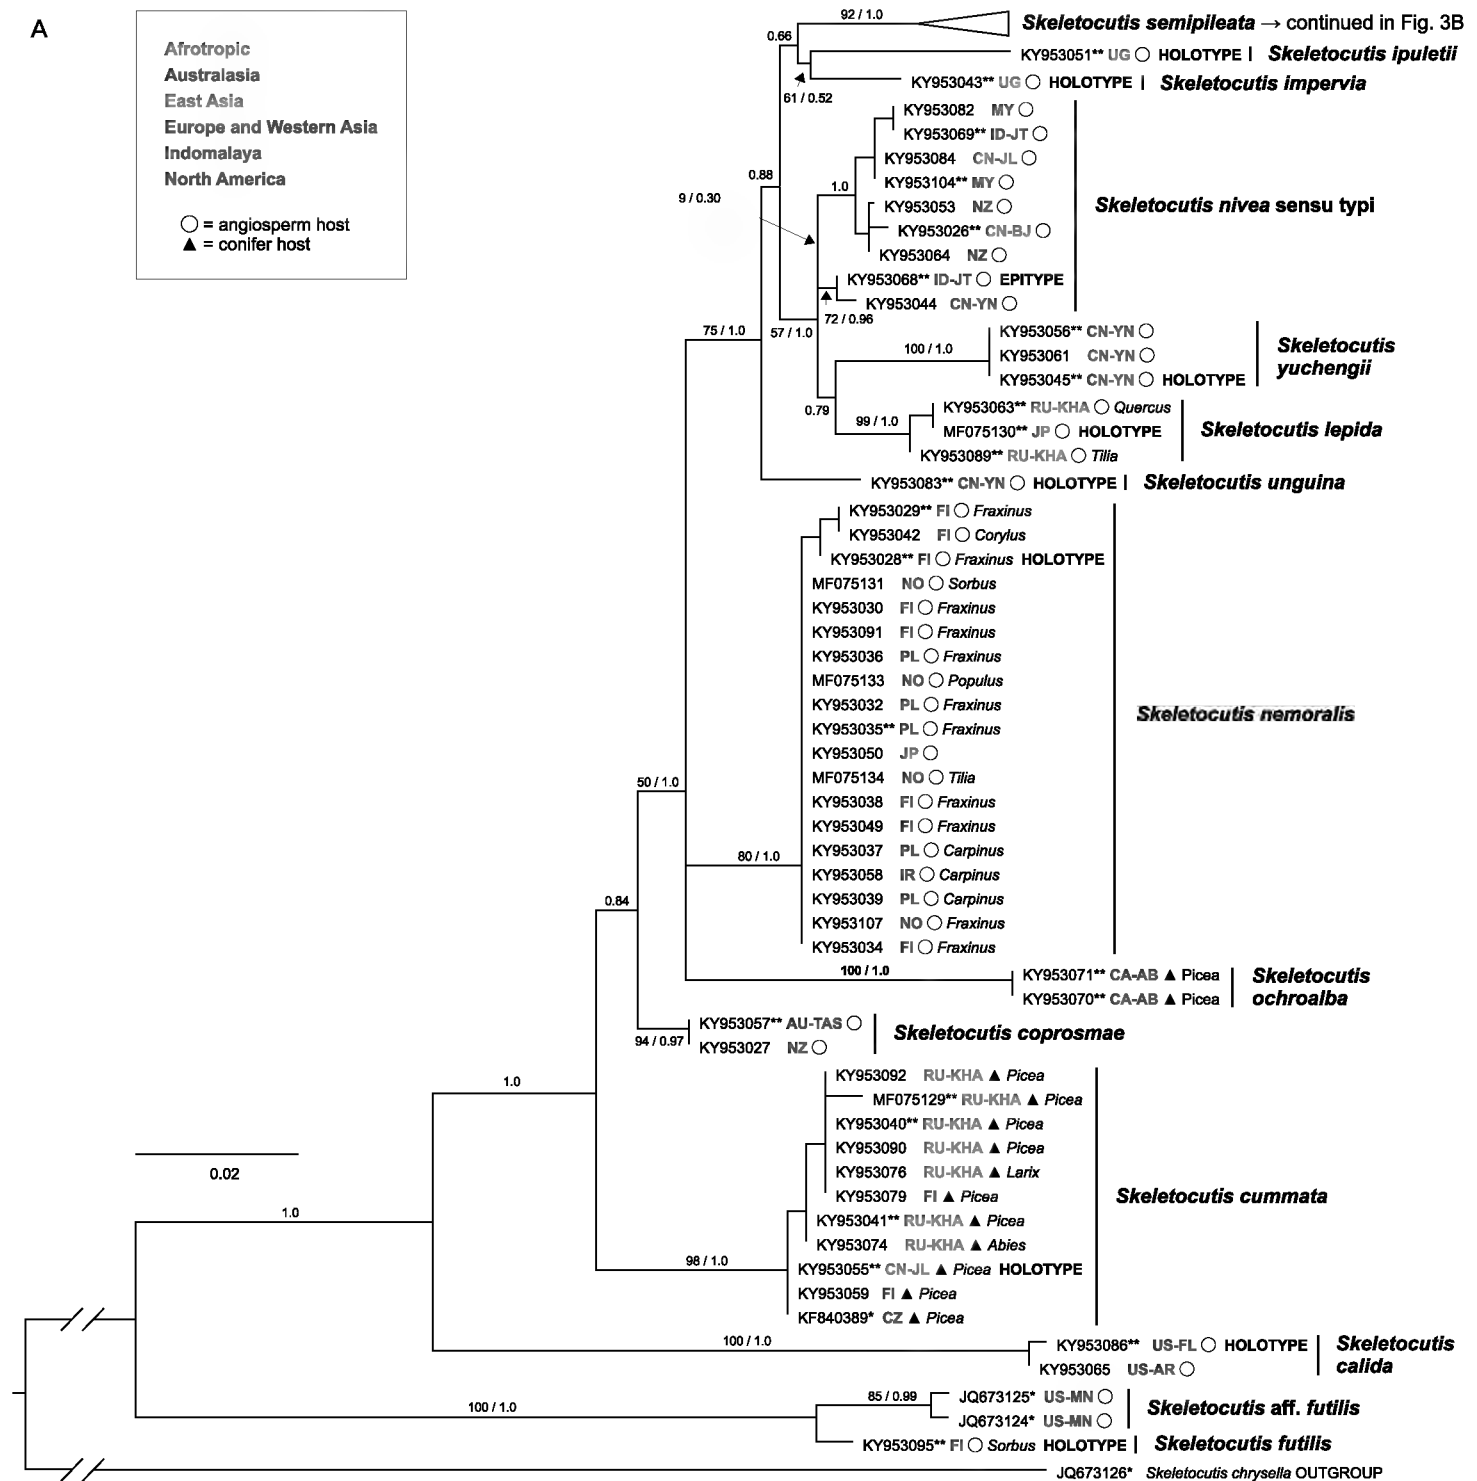 A
Afrotropic
Australasia
East Asia
Europe and Western Asia
Indomalaya
North America
◯ = angiosperm host
▲ = conifer host
92 / 1.0
Skeletocutis semipileata → continued in Fig. 3B
0.66
KY953051** UG ◯ HOLOTYPE | Skeletocutis ipuletii
KY953043** UG ◯ HOLOTYPE | Skeletocutis impervia
61 / 0.52
KY953082 MY ◯
KY953069** ID-JT ◯
KY953084 CN-JL ◯
0.88
1.0
KY953104** MY ◯
9 / 0.30
KY953053 NZ ◯
Skeletocutis nivea sensu typi
KY953026** CN-BJ ◯
KY953064 NZ ◯
KY953068** ID-JT ◯ EPITYPE
KY953044 CN-YN ◯
72 / 0.96
75 / 1.0
57 / 1.0
KY953056** CN-YN ◯
100 / 1.0
KY953061 CN-YN ◯
KY953045** CN-YN ◯ HOLOTYPE
Skeletocutis
yuchengii
0.79
KY953063** RU-KHA ◯ Quercus
99 / 1.0
MF075130** JP ◯ HOLOTYPE
Skeletocutis lepida
KY953089** RU-KHA ◯ Tilia
KY953083** CN-YN ◯ HOLOTYPE | Skeletocutis unguina
KY953029** FI ◯ Fraxinus
KY953042 FI ◯ Corylus
KY953028** FI ◯ Fraxinus HOLOTYPE
MF075131 NO ◯ Sorbus
KY953030 FI ◯ Fraxinus
KY953091 FI ◯ Fraxinus
KY953036 PL ◯ Fraxinus
MF075133 NO ◯ Populus
KY953032 PL ◯ Fraxinus
Skeletocutis nemoralis
KY953035** PL ◯ Fraxinus
KY953050 JP ◯
MF075134 NO ◯ Tilia
50 / 1.0
KY953038 FI ◯ Fraxinus
KY953049 FI ◯ Fraxinus
80 / 1.0
KY953037 PL ◯ Carpinus
KY953058 IR ◯ Carpinus
KY953039 PL ◯ Carpinus
0.84
KY953107 NO ◯ Fraxinus
KY953034 FI ◯ Fraxinus
100 / 1.0
KY953071** CA-AB ▲ Picea
KY953070** CA-AB ▲ Picea
Skeletocutis
ochroalba
KY953057** AU-TAS ◯
94 / 0.97
KY953027 NZ ◯
Skeletocutis coprosmae
1.0
KY953092 RU-KHA ▲ Picea
MF075129** RU-KHA ▲ Picea
KY953040** RU-KHA ▲ Picea
KY953090 RU-KHA ▲ Picea
KY953076 RU-KHA ▲ Larix
0.02
KY953079 FI ▲ Picea
Skeletocutis cummata
1.0
KY953041** RU-KHA ▲ Picea
KY953074 RU-KHA ▲ Abies
98 / 1.0
KY953055** CN-JL ▲ Picea HOLOTYPE
KY953059 FI ▲ Picea
KF840389* CZ ▲ Picea
100 / 1.0
KY953086** US-FL ◯ HOLOTYPE
KY953065 US-AR ◯
Skeletocutis
calida
85 / 0.99
JQ673125* US-MN ◯
100 / 1.0
JQ673124* US-MN ◯
Skeletocutis aff. futilis
KY953095** FI ◯ Sorbus HOLOTYPE | Skeletocutis futilis
JQ673126* Skeletocutis chrysella OUTGROUP